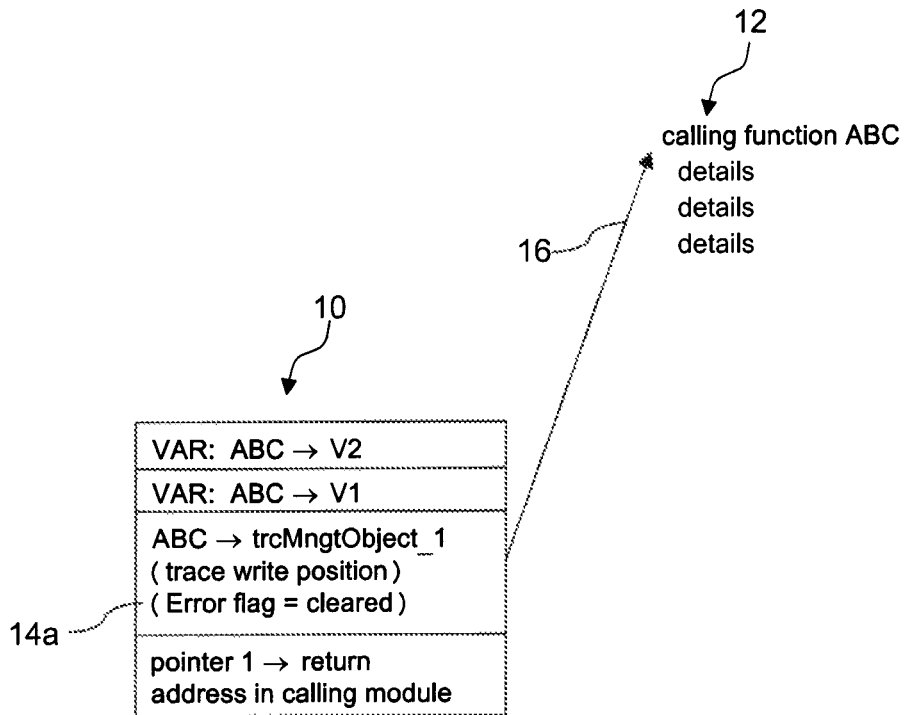 12
calling function ABC
details
details
details
16
10
VAR: ABC → V2
VAR: ABC → V1
ABC → trcMngtObject_1
( trace write position )
( Error flag = cleared )
14a
pointer 1 → return
address in calling module